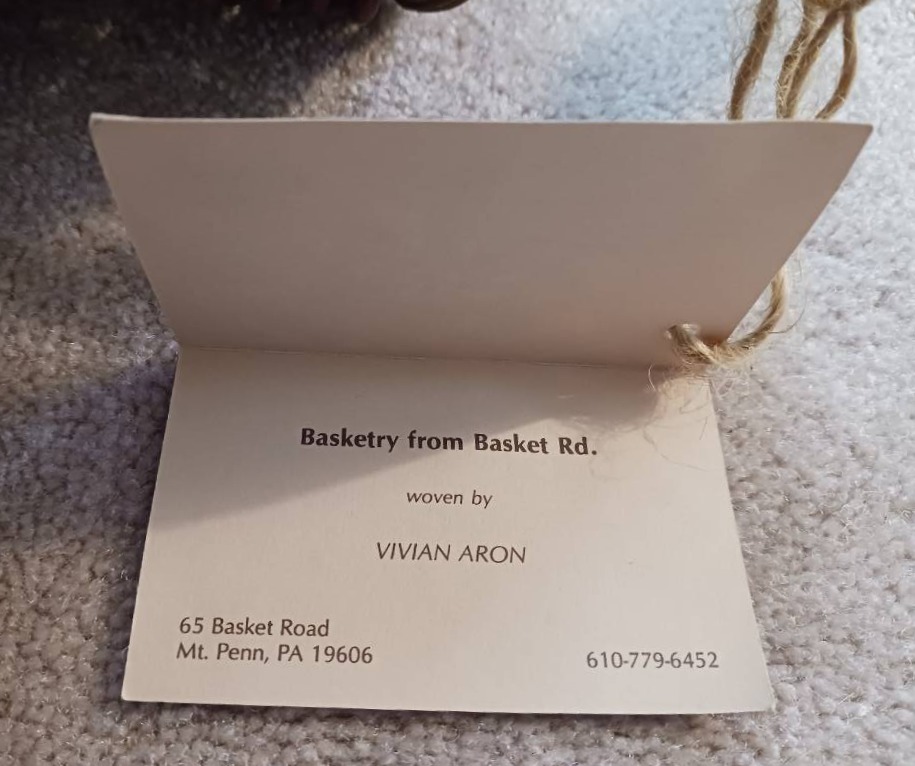 Basketry from Basket Rd.
woven by
VIVIAN ARON
65 Basket Road
Mt. Penn, PA 19606
610-779-6452